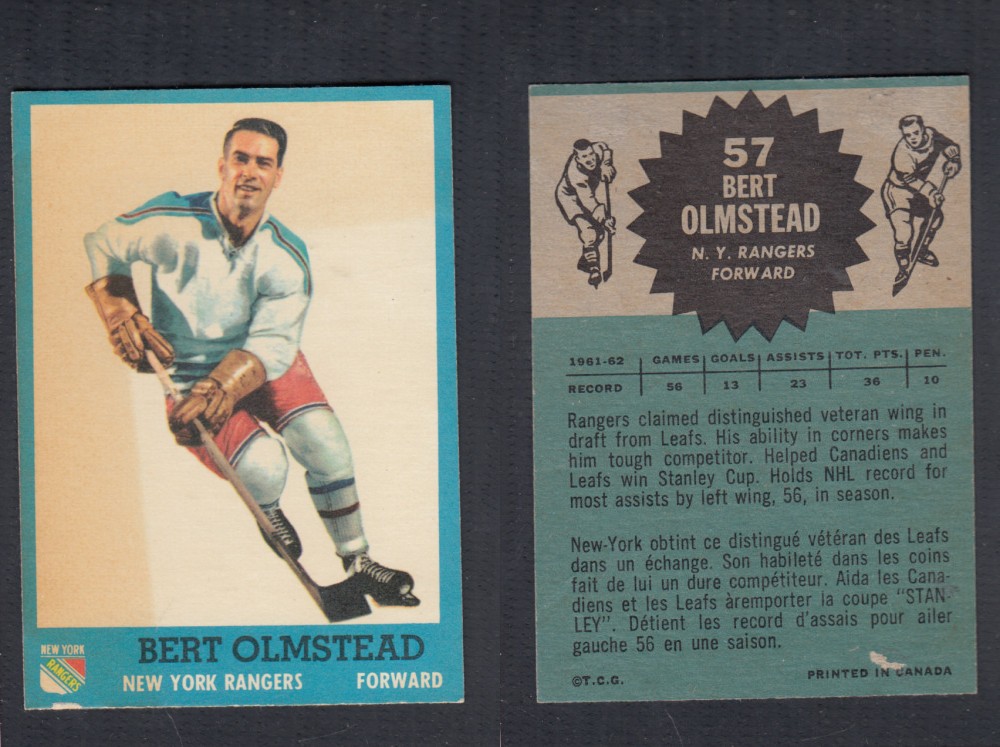 BERT OLMSTEAD
NEW YORK
RANGERS
NEW YORK RANGERS FORWARD
57
BERT
OLMSTEAD
N. Y. RANGERS
FORWARD
1961-62 GAMES GOALS ASSISTS TOT. PTS. PEN.
RECORD 56 13 23 36 10
Rangers claimed distinguished veteran wing in
draft from Leafs. His ability in corners makes
him tough competitor. Helped Canadiens and
Leafs win Stanley Cup. Holds NHL record for
most assists by left wing, 56, in season.
New-York obtint ce distingué vétéran des Leafs
dans un échange. Son habileté dans les coins
fait de lui un dure compétiteur. Aida les Cana-
diens et les Leafs àremporter la coupe "STAN-
LEY". Détient les record d'assais pour ailer
gauche 56 en une saison.
©T.C.G. PRINTED IN CANADA